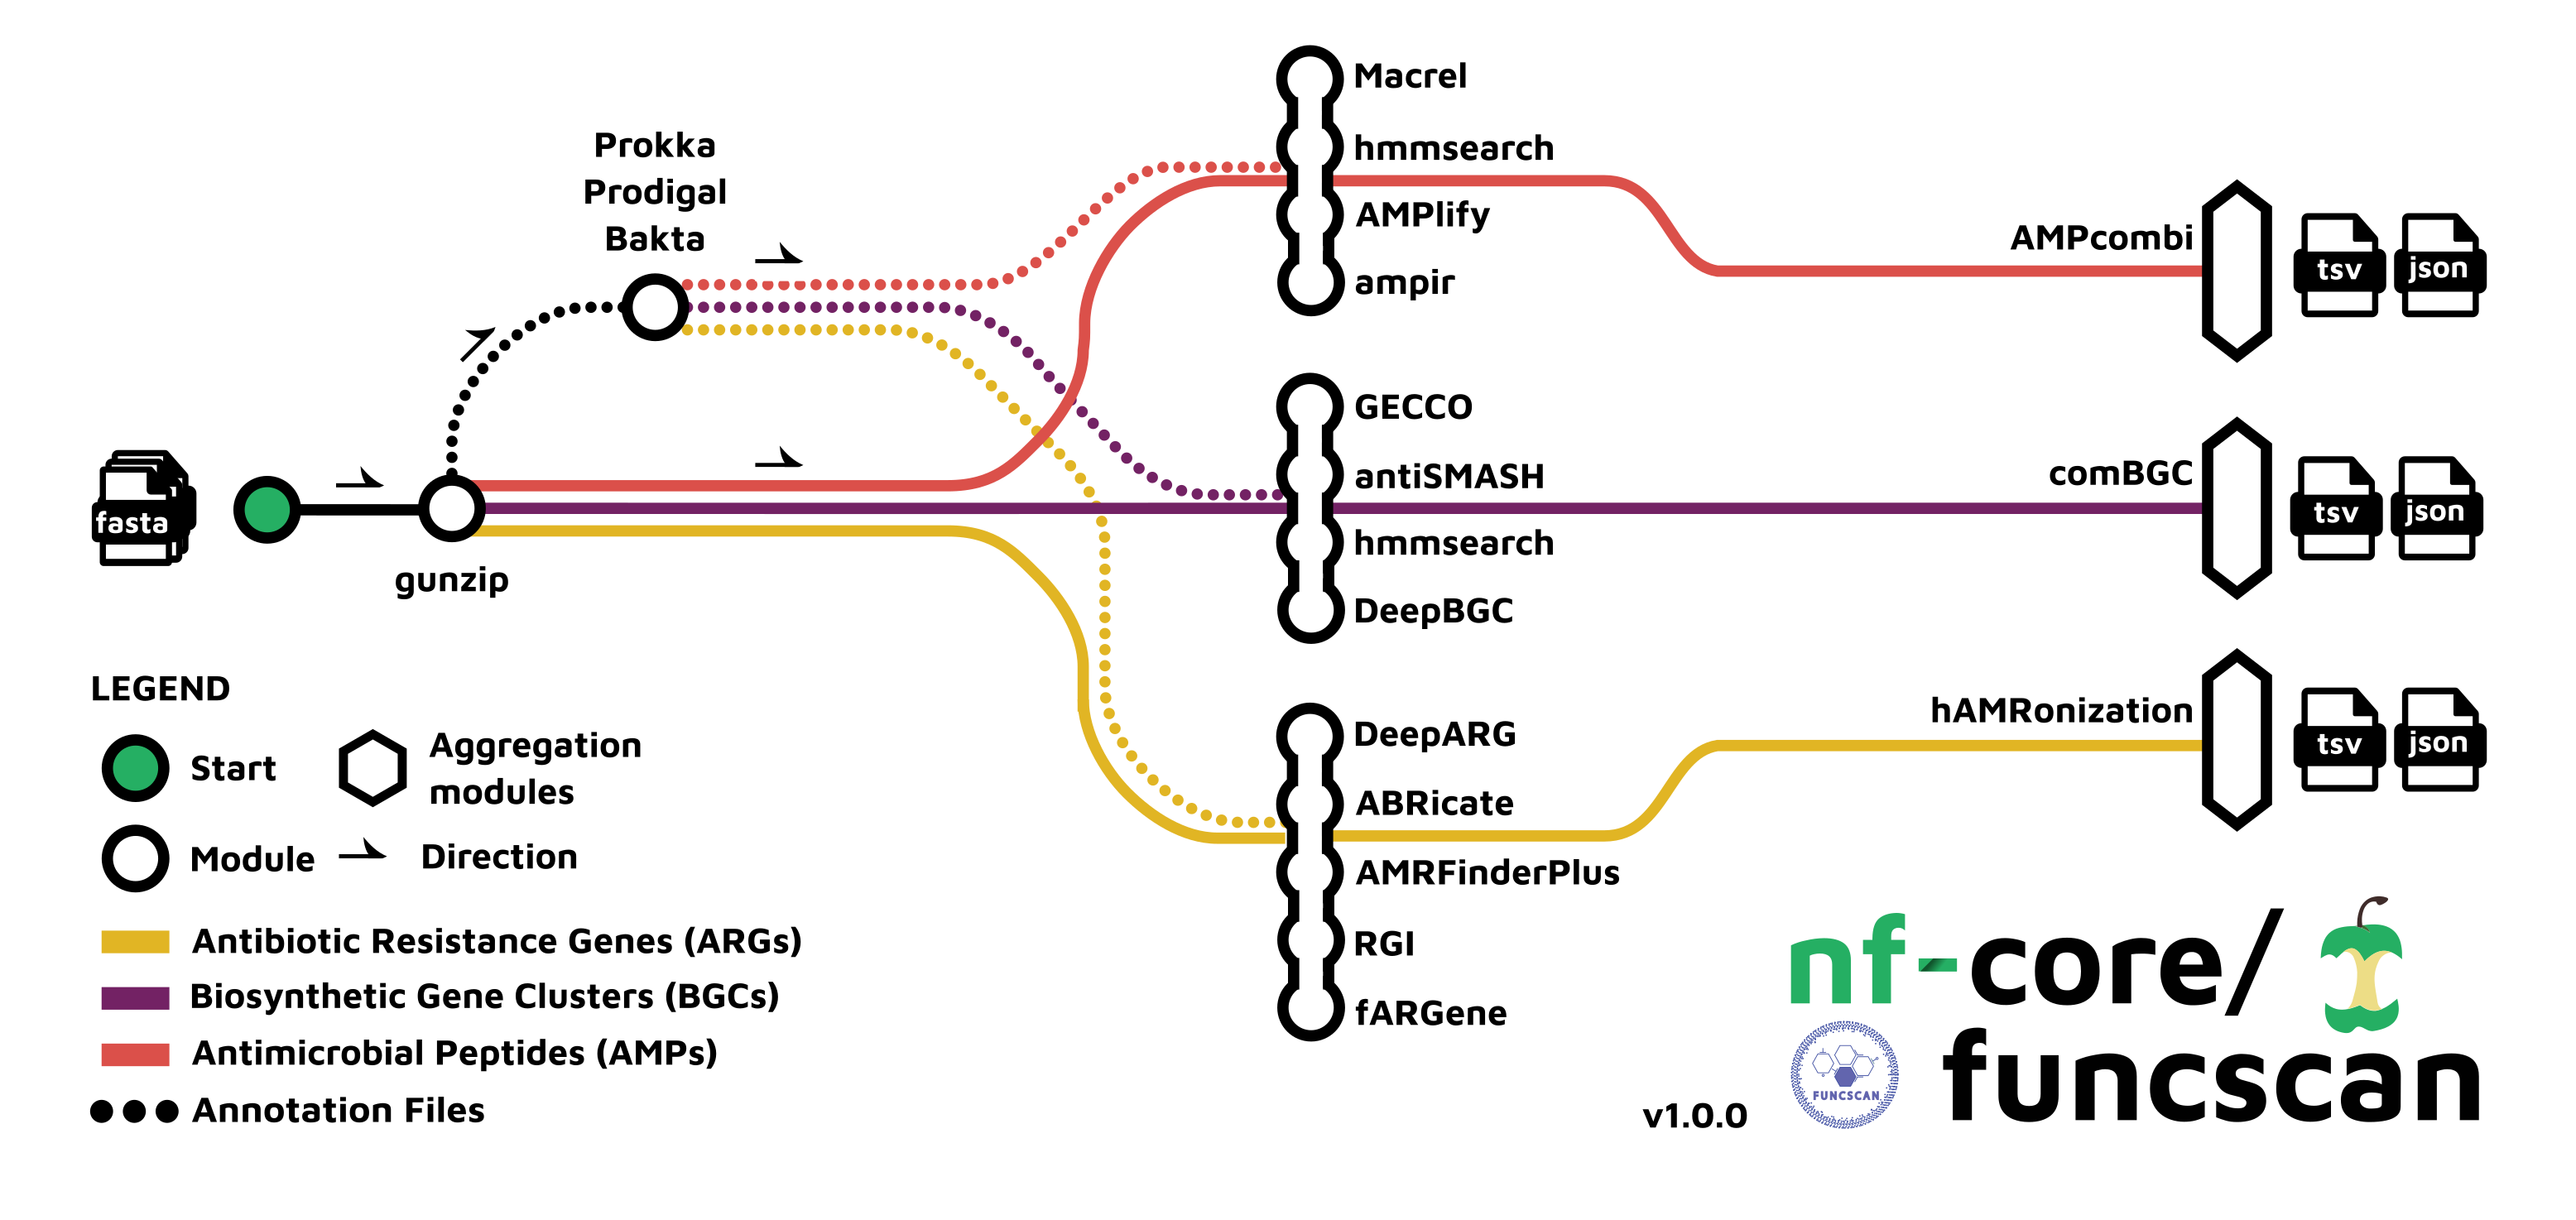 Prokka
Prodigal
Bakta
fasta
gunzip
Macrel
hmmsearch
AMPlify
ampir
GECCO
antiSMASH
hmmsearch
DeepBGC
DeepARG
ABRicate
AMRFinderPlus
RGI
fARGene
AMPcombi
tsv
json
comBGC
tsv
json
hAMRonization
tsv
json
LEGEND
Start
Aggregation
modules
Module
Direction
Antibiotic Resistance Genes (ARGs)
Biosynthetic Gene Clusters (BGCs)
Antimicrobial Peptides (AMPs)
Annotation Files
nf-core/
funcscan
FUNCSCAN
v1.0.0